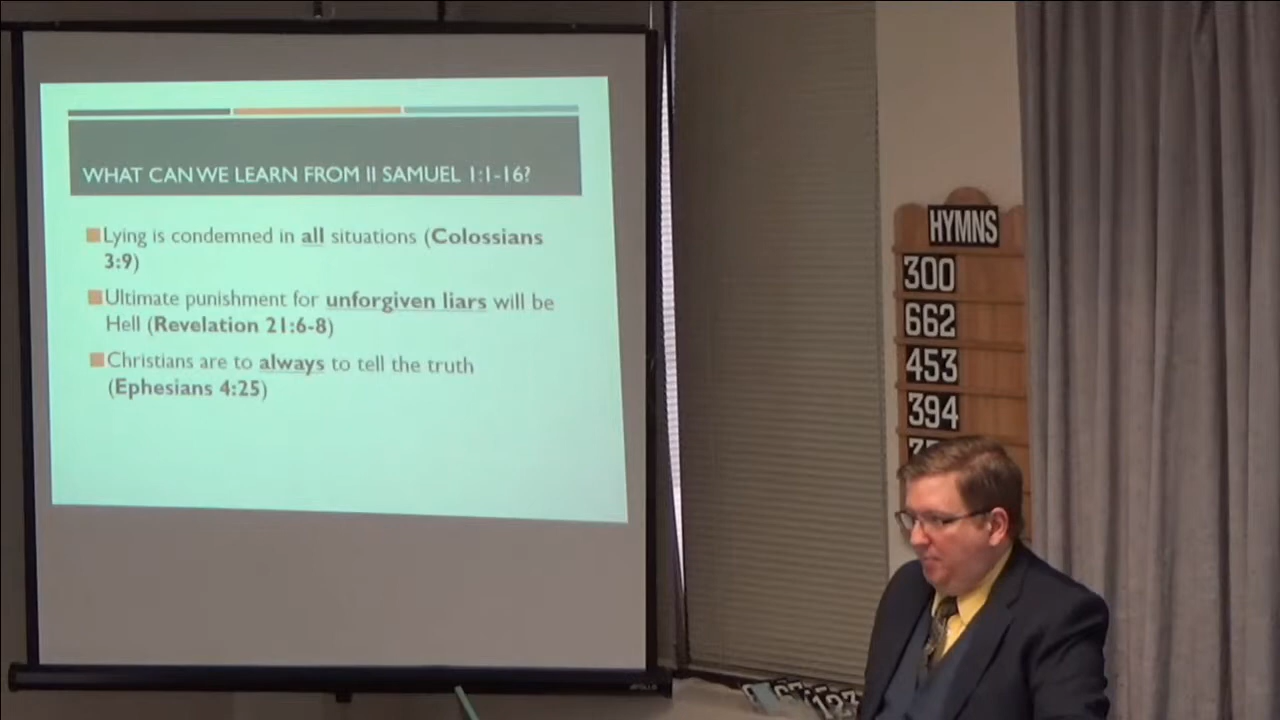 WHAT CAN WE LEARN FROM II SAMUEL 1:1-16?
Lying is condemned in all situations (Colossians
3:9)
Ultimate punishment for unforgiven liars will be
Hell (Revelation 21:6-8)
Christians are to always to tell the truth
(Ephesians 4:25)
HYMNS
300
662
453
394